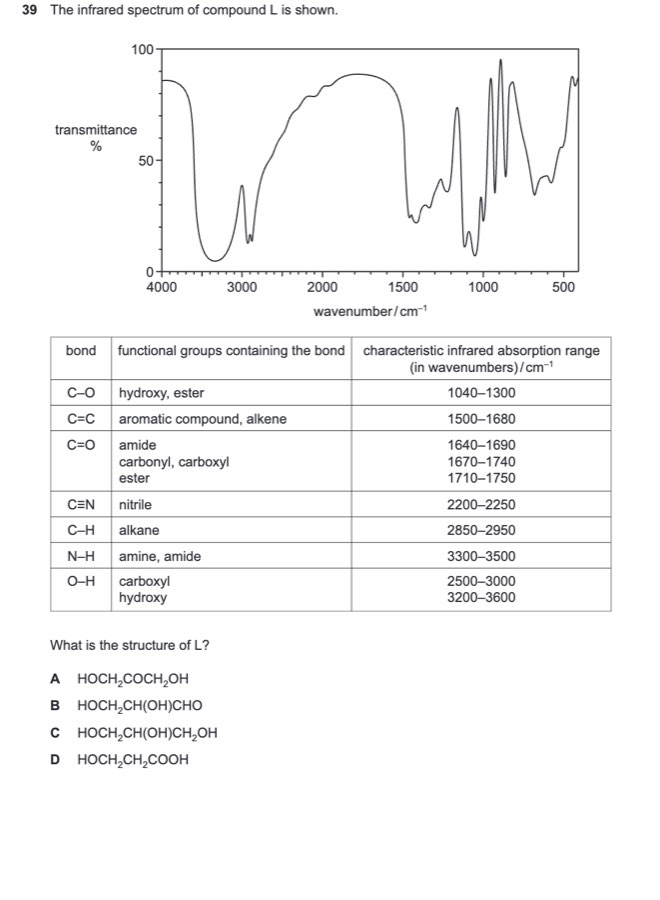 39 The infrared spectrum of compound L is shown.
100
transmittance
%
50
0
4000 3000 2000 1500 1000 500
wavenumber/cm⁻¹
bond functional groups containing the bond characteristic infrared absorption range
(in wavenumbers)/cm⁻¹
C–O hydroxy, ester 1040–1300
C=C aromatic compound, alkene 1500–1680
C=O amide 1640–1690
carbonyl, carboxyl 1670–1740
ester 1710–1750
C≡N nitrile 2200–2250
C–H alkane 2850–2950
N–H amine, amide 3300–3500
O–H carboxyl 2500–3000
hydroxy 3200–3600
What is the structure of L?
A HOCH₂COCH₂OH
B HOCH₂CH(OH)CHO
C HOCH₂CH(OH)CH₂OH
D HOCH₂CH₂COOH